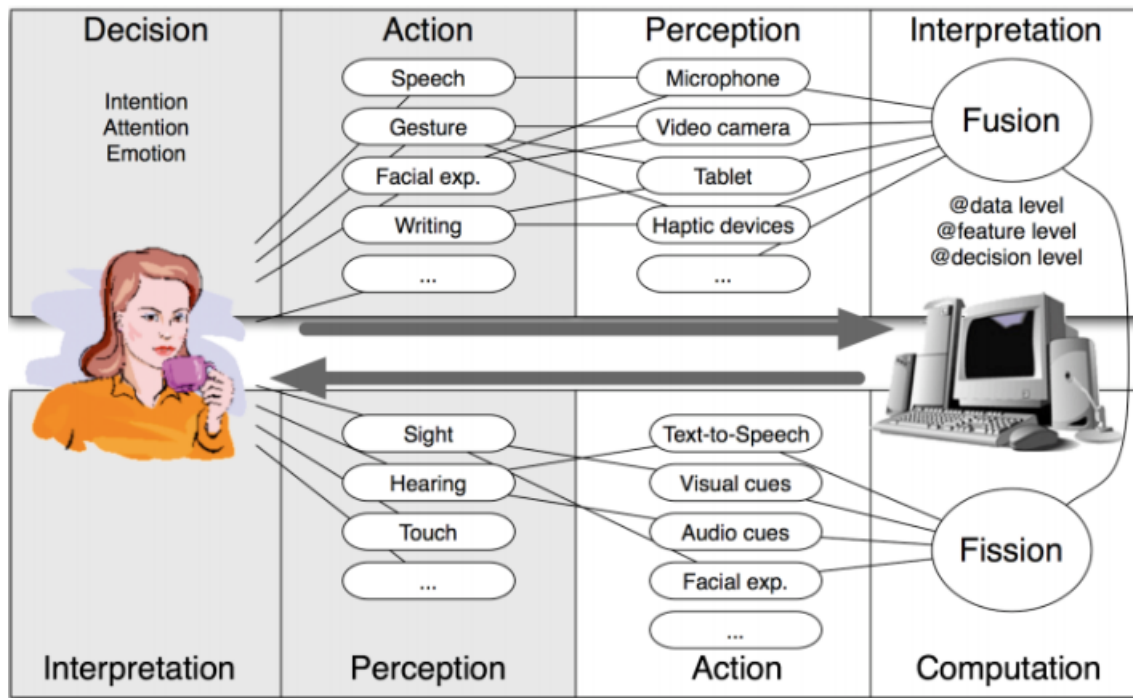 Decision
Action
Perception
Interpretation
Intention
Attention
Emotion
Speech
Gesture
Facial exp.
Writing
...
Microphone
Video camera
Tablet
Haptic devices
...
Fusion
@data level
@feature level
@decision level
Sight
Hearing
Touch
...
Text-to-Speech
Visual cues
Audio cues
Facial exp.
...
Fission
Interpretation
Perception
Action
Computation